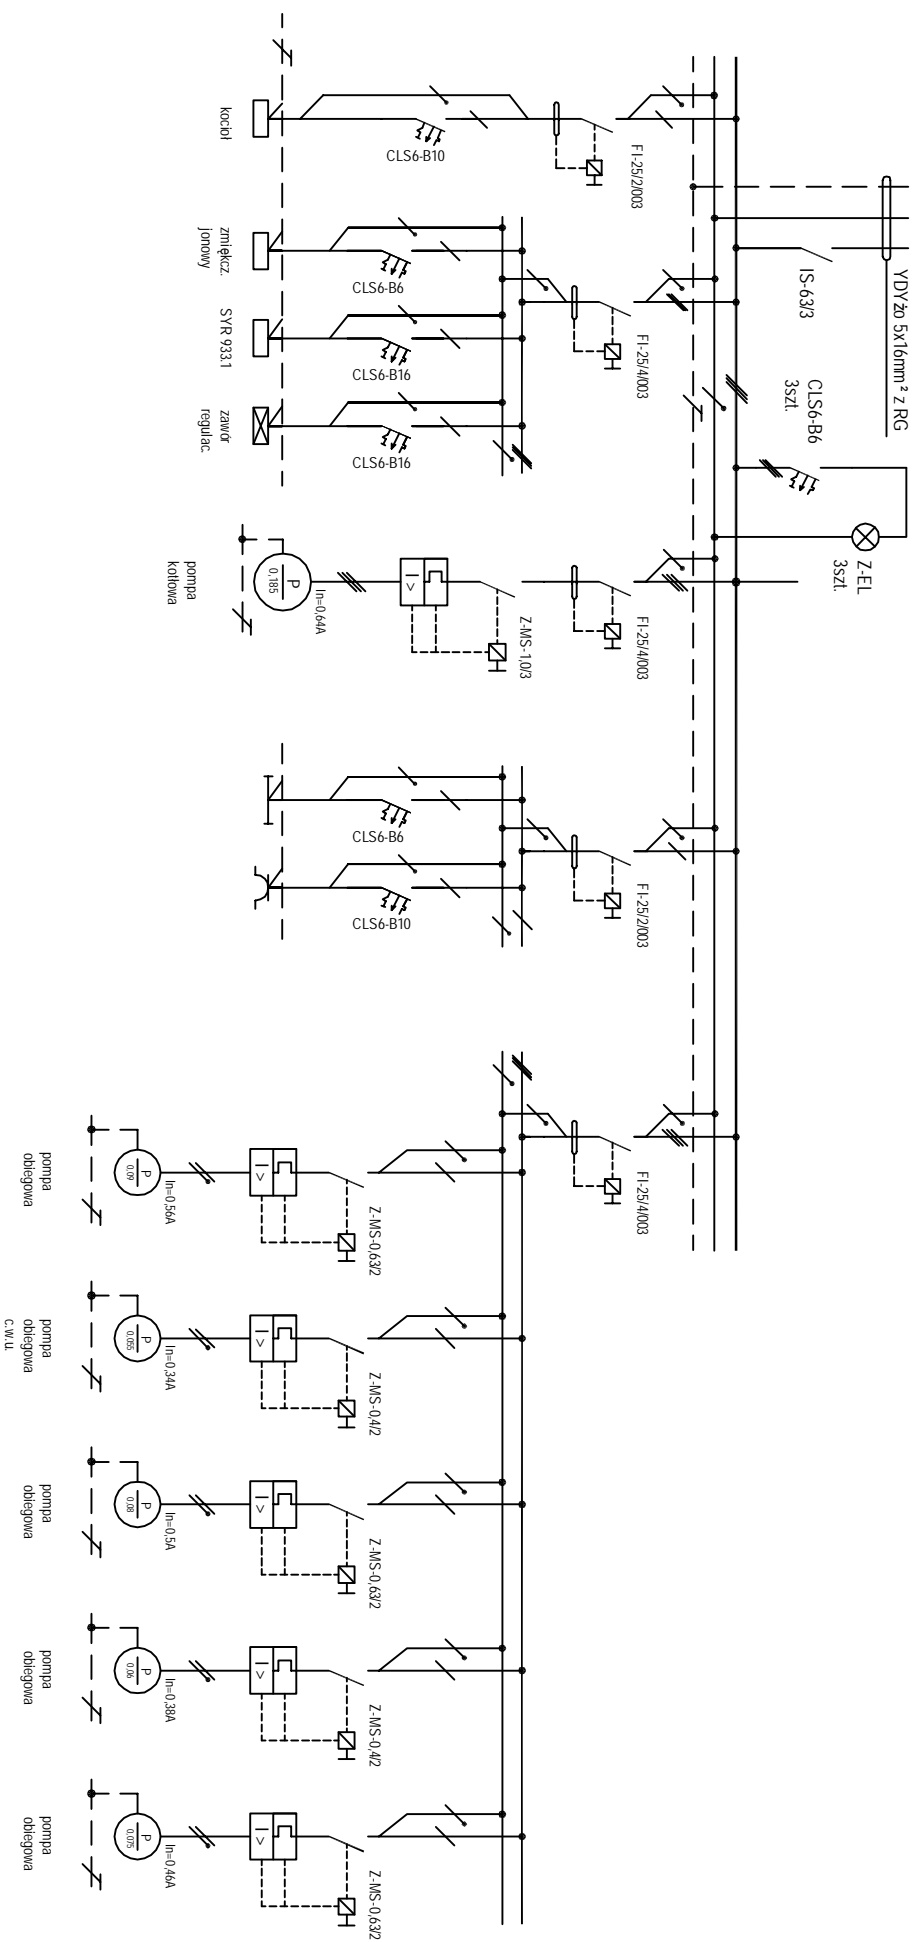 YDYżo 5x16mm² z RG
IS-63/3
CLS6-B6
3szt.
Z-EL
3szt.
FI-25/2/003
CLS6-B10
kocioł
FI-25/4/003
CLS6-B6
zmiękcz.
jonowy
CLS6-B16
SYR 933.1
CLS6-B16
zawór
regulac.
FI-25/4/003
Z-MS-1,0/3
I >
In=0,64A
P
0,185
pompa
kotłowa
FI-25/2/003
CLS6-B6
CLS6-B10
FI-25/4/003
Z-MS-0,63/2
I >
In=0,56A
P
0,09
pompa
obiegowa
Z-MS-0,4/2
I >
In=0,34A
P
0,055
pompa
obiegowa
c.w.u.
Z-MS-0,63/2
I >
In=0,5A
P
0,08
pompa
obiegowa
Z-MS-0,4/2
I >
In=0,38A
P
0,06
pompa
obiegowa
Z-MS-0,63/2
I >
In=0,46A
P
0,075
pompa
obiegowa